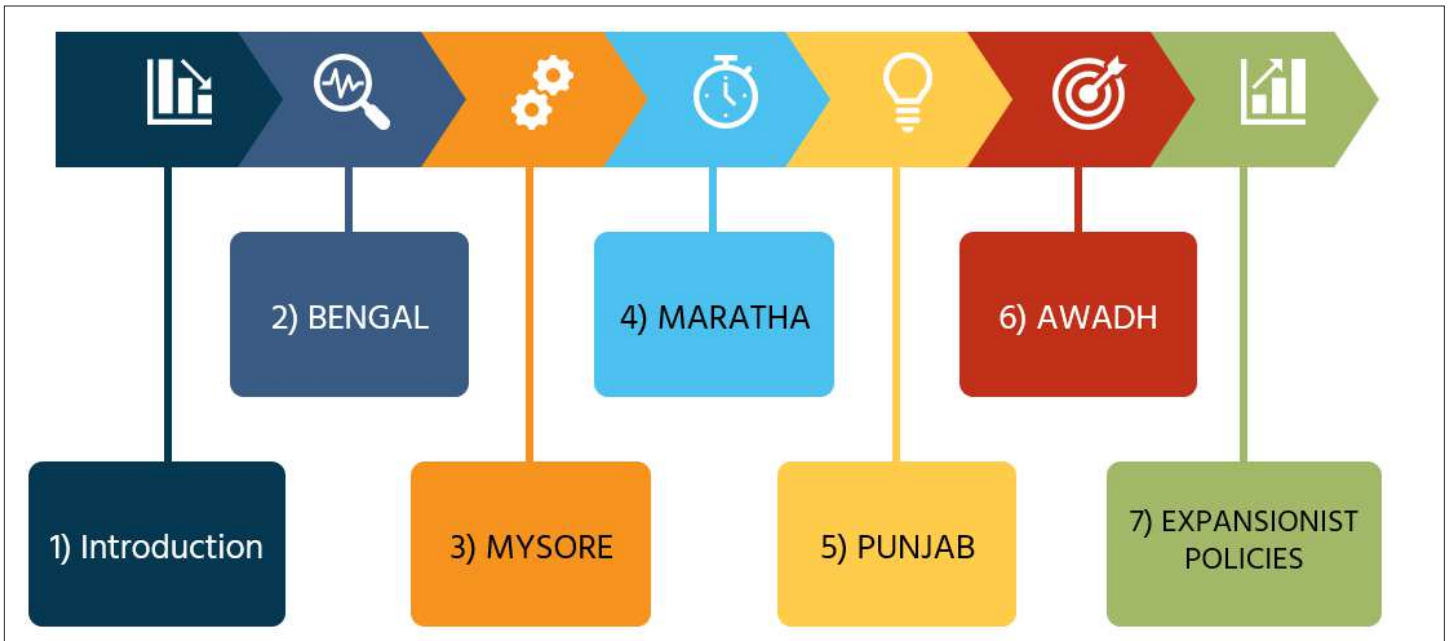 1) Introduction
2) BENGAL
3) MYSORE
4) MARATHA
5) PUNJAB
6) AWADH
7) EXPANSIONIST
POLICIES